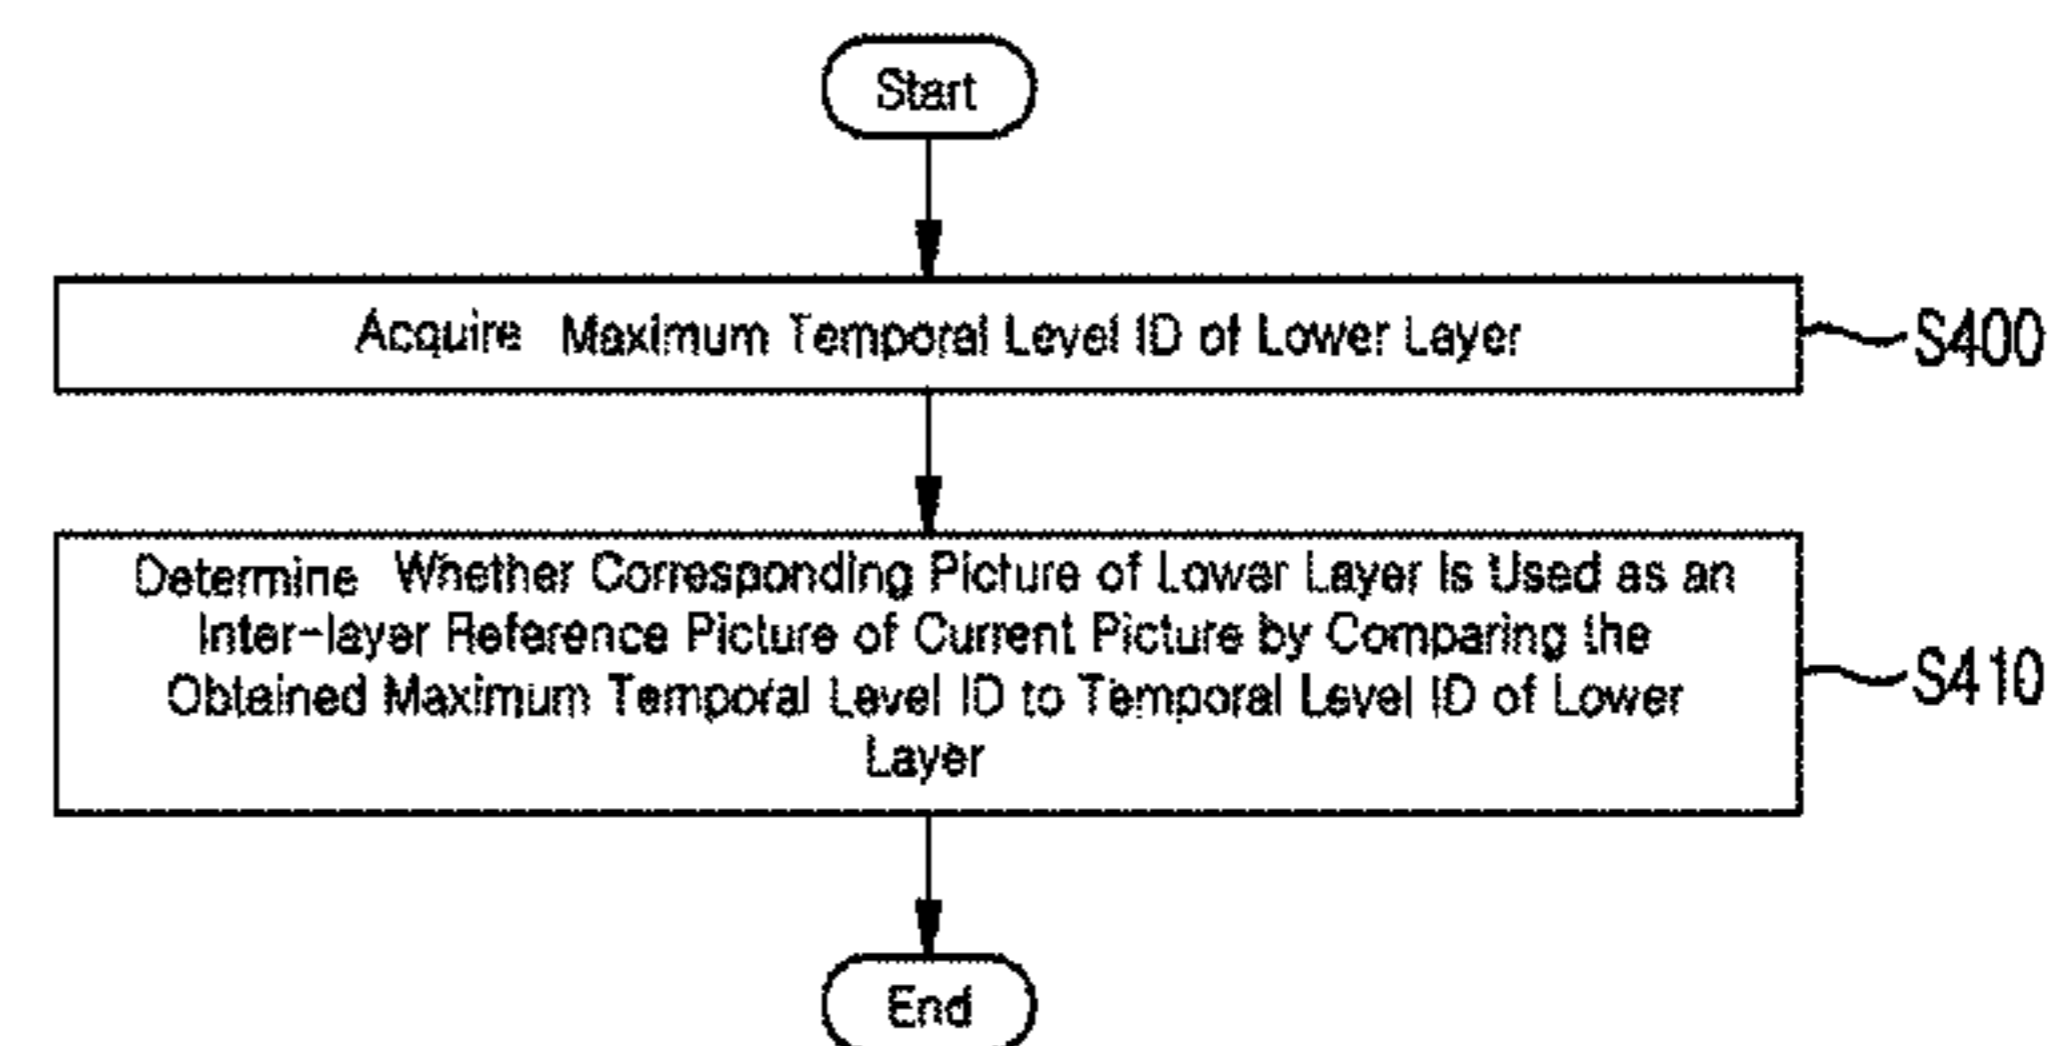 Start
Acquire Maximum Temporal Level ID of Lower Layer
S400
Determine Whether Corresponding Picture of Lower Layer is Used as an
Inter-layer Reference Picture of Current Picture by Comparing the
Obtained Maximum Temporal Level ID to Temporal Level ID of Lower
Layer
S410
End